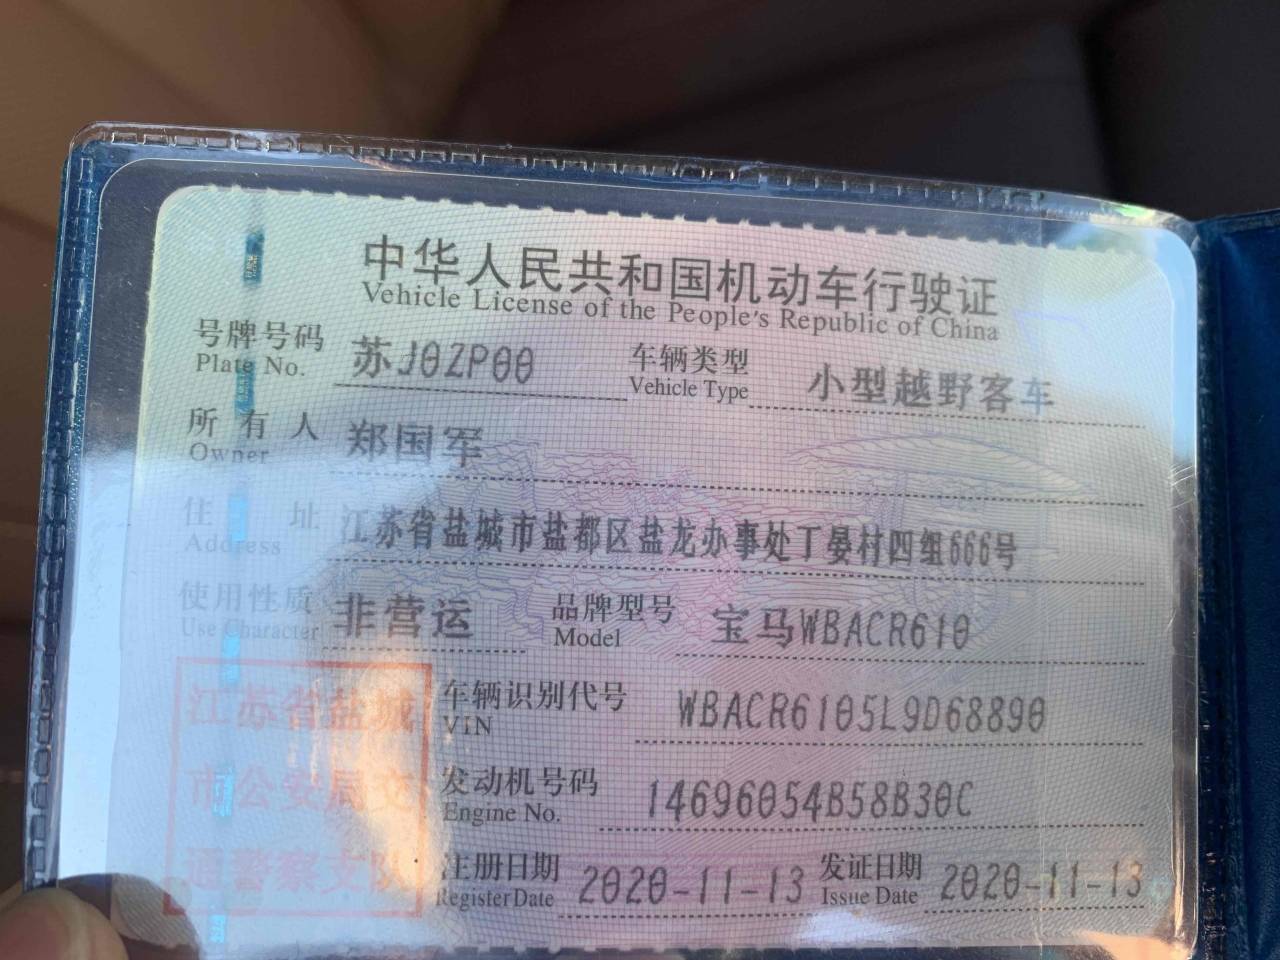 中华人民共和国机动车行驶证
Vehicle License of the People's Republic of China
号牌号码 苏J0ZP00 车辆类型 小型越野客车
Plate No. Vehicle Type
所有人 郑国军
Owner
住址 江苏省盐城市盐都区盐龙办事处丁晏村四组666号
Address
使用性质 非营运 品牌型号 宝马WBACR610
Use Character Model
江苏省盐城 车辆识别代号 WBACR6105L9D68890
VIN
市公安局交 发动机号码 14696054B58B30C
Engine No.
通警察支队 注册日期 2020-11-13 发证日期 2020-11-13
Register Date Issue Date